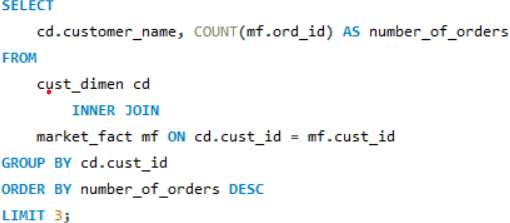 SELECT
cd.customer_name, COUNT(mf.ord_id) AS number_of_orders
FROM
cust_dimen cd
INNER JOIN
market_fact mf ON cd.cust_id = mf.cust_id
GROUP BY cd.cust_id
ORDER BY number_of_orders DESC
LIMIT 3;